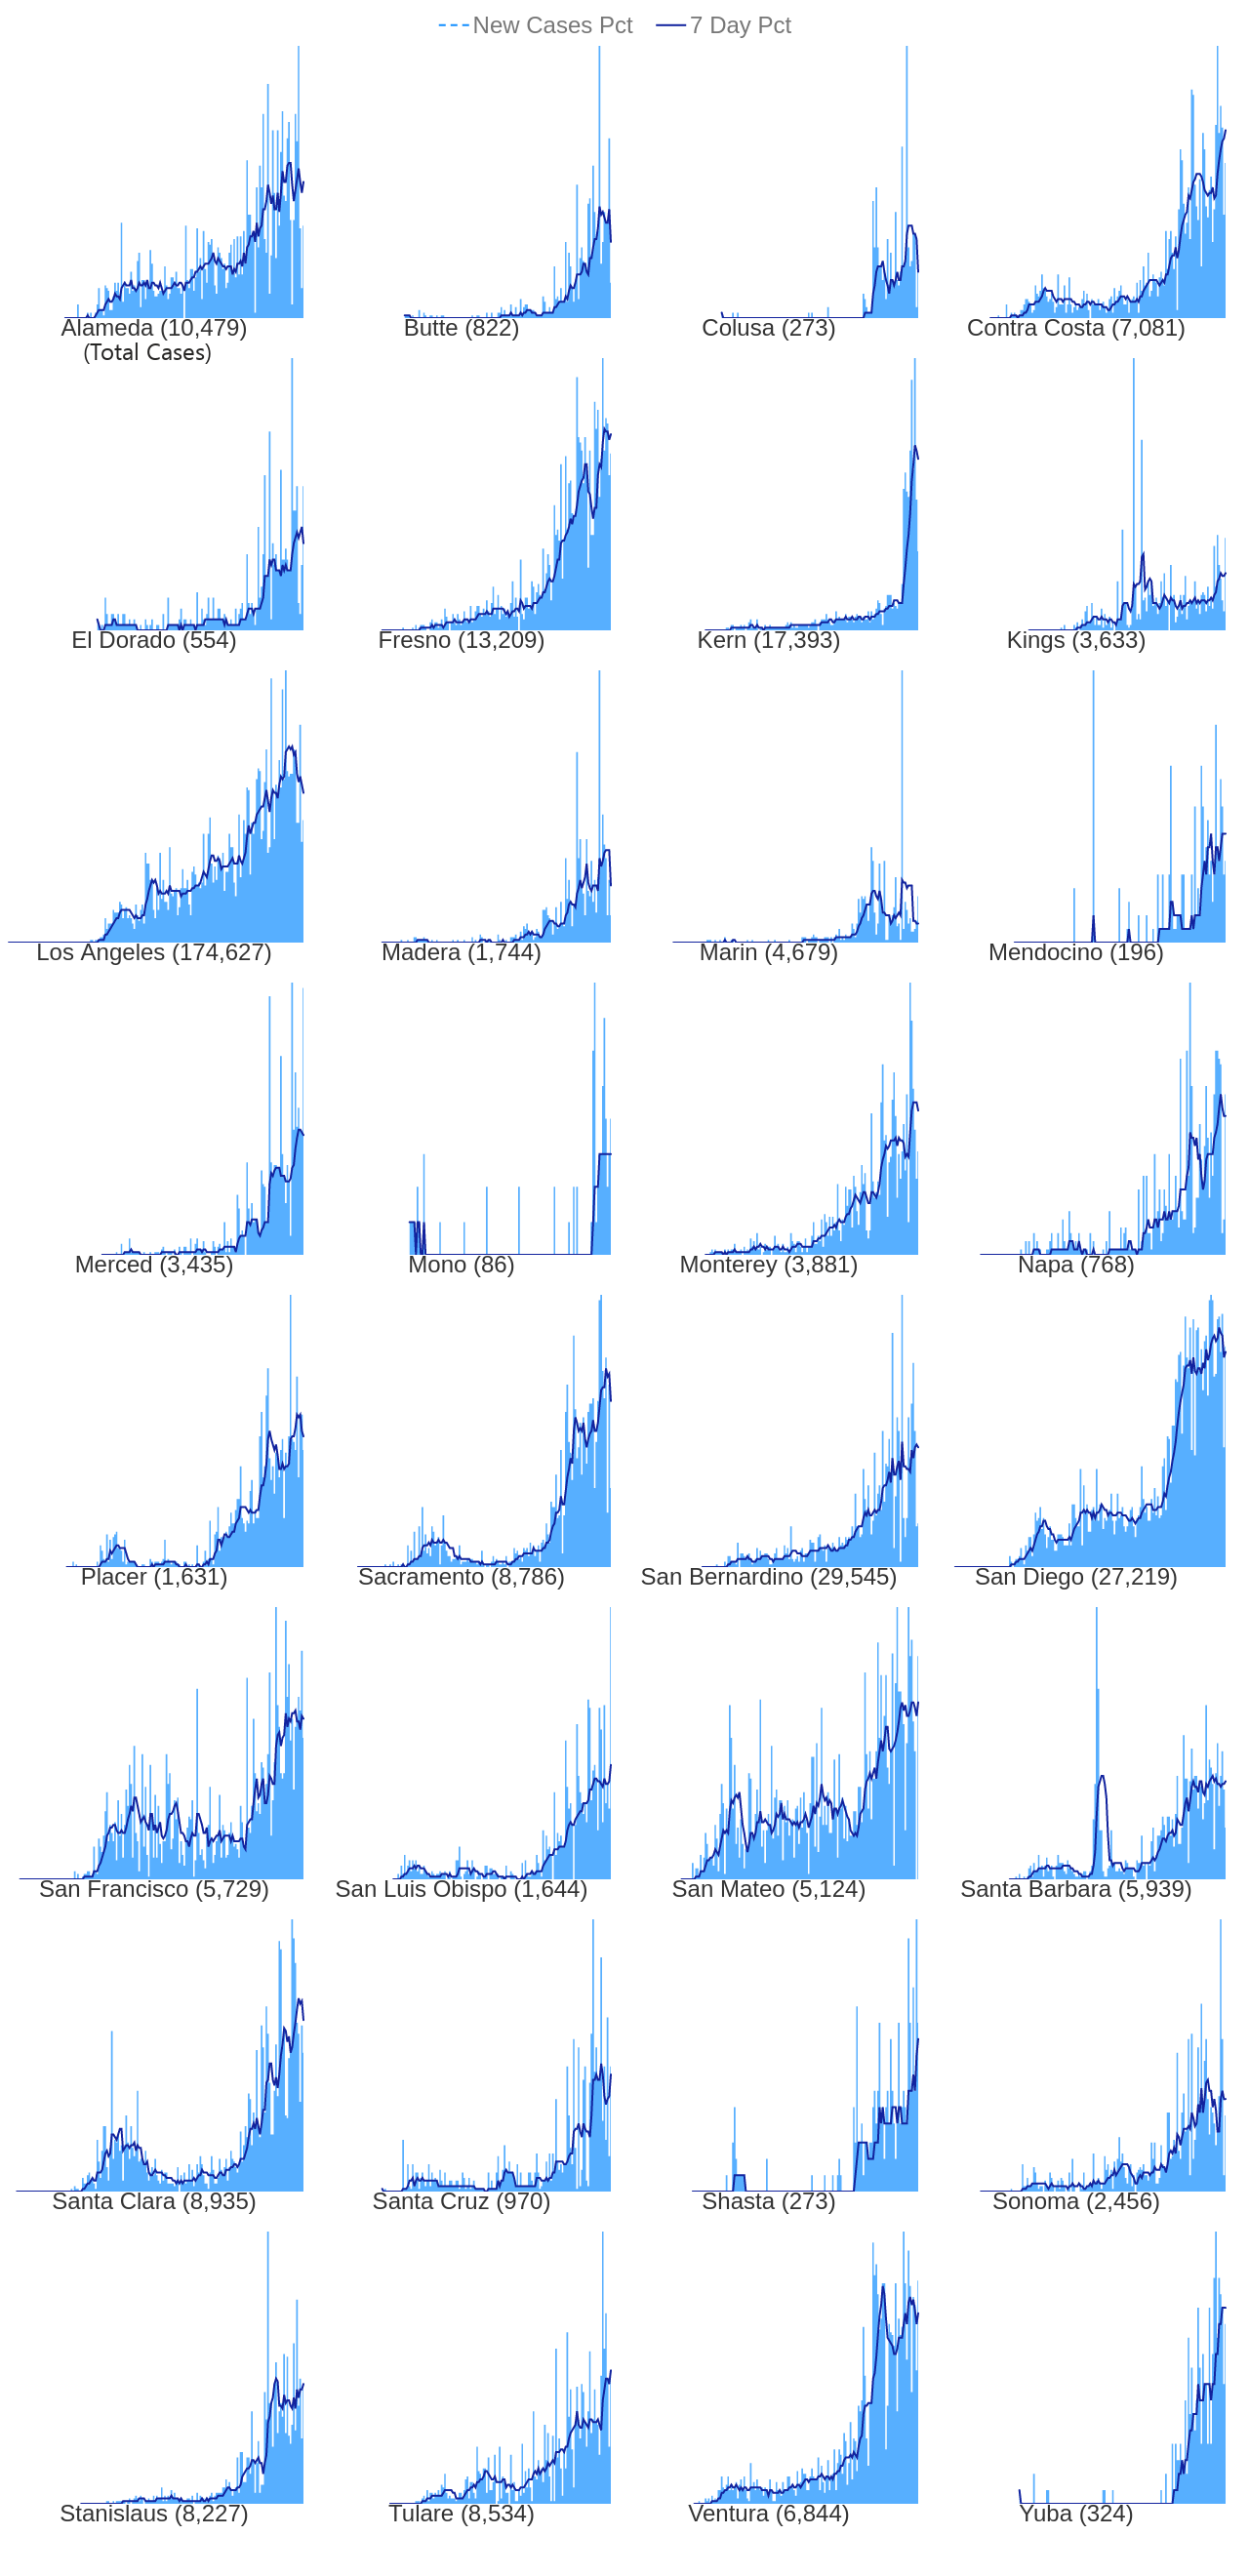 New Cases Pct 7 Day Pct
Alameda (10,479) Butte (822) Colusa (273) Contra Costa (7,081)
(Total Cases)
El Dorado (554) Fresno (13,209) Kern (17,393) Kings (3,633)
Los Angeles (174,627) Madera (1,744) Marin (4,679) Mendocino (196)
Merced (3,435) Mono (86) Monterey (3,881) Napa (768)
Placer (1,631) Sacramento (8,786) San Bernardino (29,545) San Diego (27,219)
San Francisco (5,729) San Luis Obispo (1,644) San Mateo (5,124) Santa Barbara (5,939)
Santa Clara (8,935) Santa Cruz (970) Shasta (273) Sonoma (2,456)
Stanislaus (8,227) Tulare (8,534) Ventura (6,844) Yuba (324)